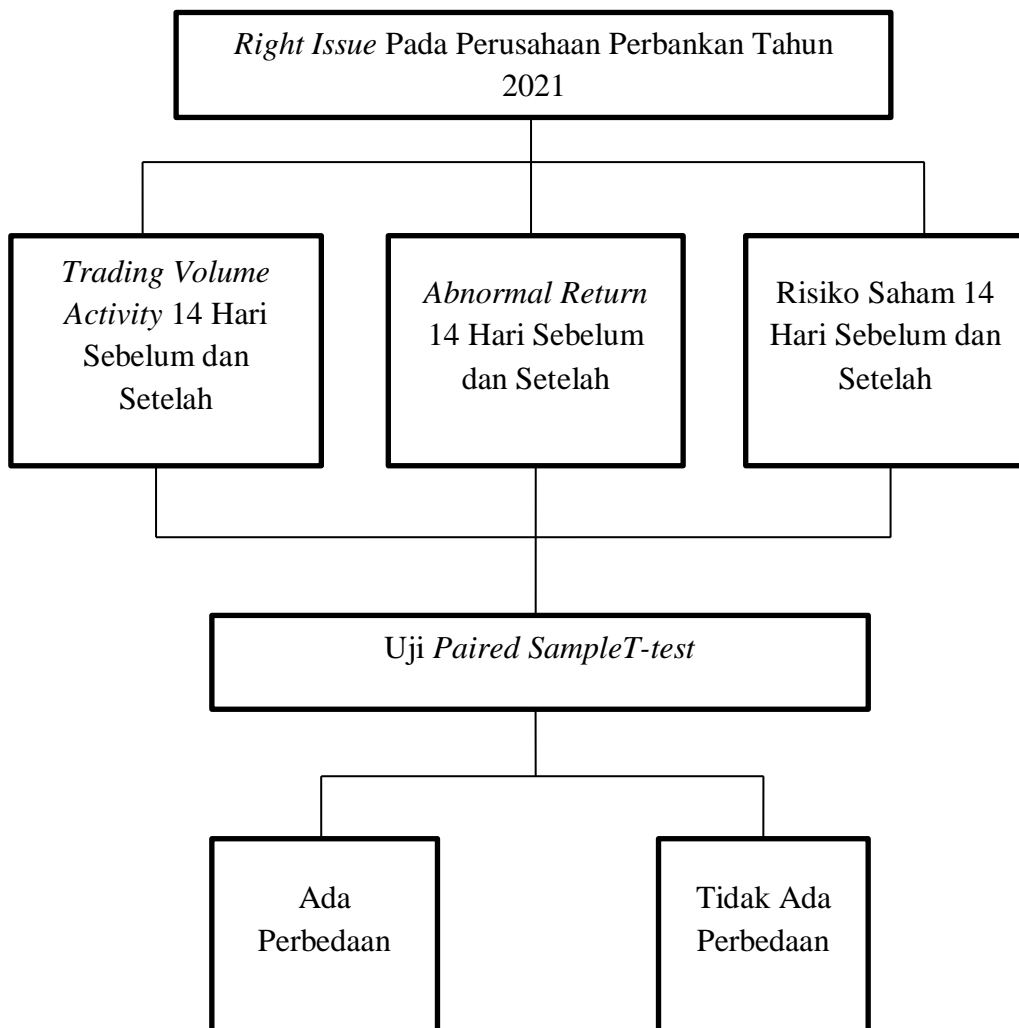 Right Issue Pada Perusahaan Perbankan Tahun
2021
Trading Volume
Activity 14 Hari
Sebelum dan
Setelah
Abnormal Return
14 Hari Sebelum
dan Setelah
Risiko Saham 14
Hari Sebelum dan
Setelah
Uji Paired SampleT-test
Ada
Perbedaan
Tidak Ada
Perbedaan